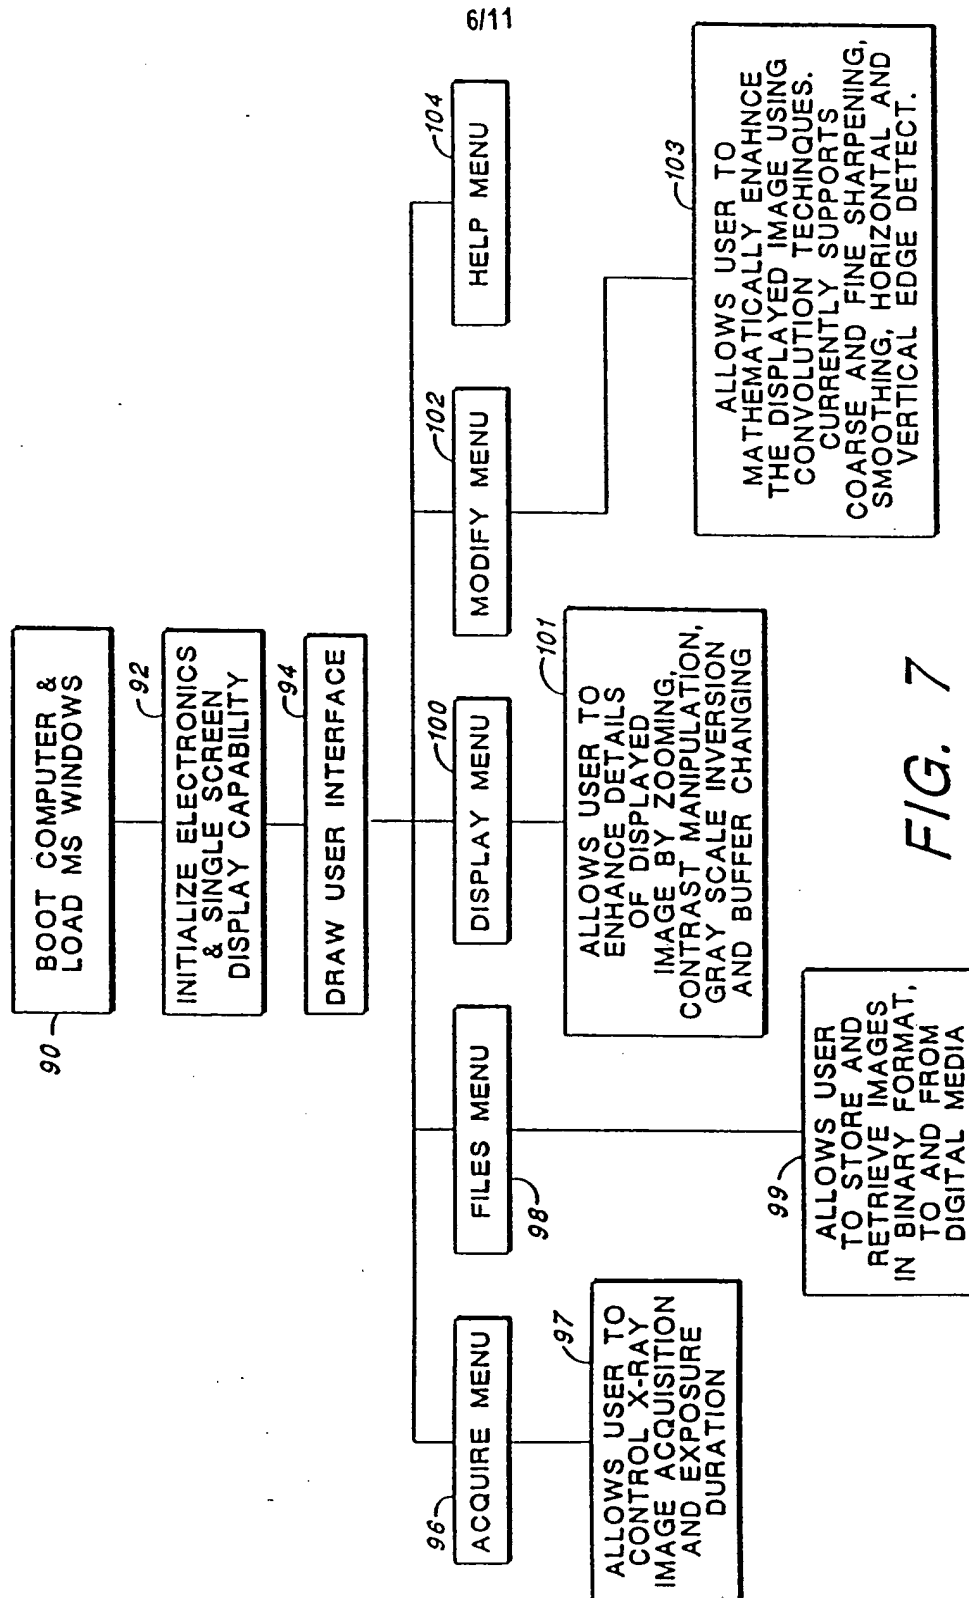 6/11
BOOT COMPUTER &
LOAD MS WINDOWS
90
INITIALIZE ELECTRONICS
& SINGLE SCREEN
DISPLAY CAPABILITY
92
DRAW USER INTERFACE
94
ACQUIRE MENU
96
FILES MENU
98
DISPLAY MENU
100
MODIFY MENU
102
HELP MENU
104
ALLOWS USER TO
CONTROL X-RAY
IMAGE ACQUISITION
AND EXPOSURE
DURATION
97
ALLOWS USER
TO STORE AND
RETRIEVE IMAGES
IN BINARY FORMAT,
TO AND FROM
DIGITAL MEDIA
99
ALLOWS USER TO
ENHANCE DETAILS
OF DISPLAYED
IMAGE BY ZOOMING,
CONTRAST MANIPULATION,
GRAY SCALE INVERSION
AND BUFFER CHANGING
101
ALLOWS USER TO
MATHEMATICALLY ENAHNCE
THE DISPLAYED IMAGE USING
CONVOLUTION TECHINQUES.
CURRENTLY SUPPORTS
COARSE AND FINE SHARPENING,
SMOOTHING, HORIZONTAL AND
VERTICAL EDGE DETECT.
103
FIG. 7